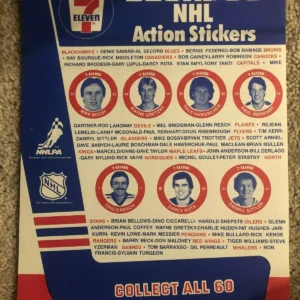 7
ELEVEN
NHL
Action Stickers
BLACKHAWKS • DENIS SAVARD-AL SECORD BLUES • BERNIE FEDERKO-ROB RAMAGE BRUINS
• RAY BOURQUE-RICK MIDDLETON CANADIENS • BOB GAINEY-LARRY ROBINSON CANUCKS •
RICHARD BRODEUR-GARY LUPUL-DARCY ROTA CAPITALS • MIKE
GARTNER-ROD LANGWAY DEVILS • MEL BRIDGMAN-GLENN RESCH FLAMES • REJEAN
LEMELIN-LANNY MCDONALD-PAUL REINHART-DOUG RISEBROUGH FLYERS • TIM KERR-
DARRYL SITTLER ISLANDERS • MIKE BOSSY-BRYAN TROTTIER JETS • SCOTT ARNIEL
DAVE BABYCH-LAURIE BOSCHMAN-DALE HAWERCHUK-PAUL MACLEAN-BRIAN MULLEN
KINGS • MARCEL DIONNE-DAVE TAYLOR MAPLE LEAFS • JOHN ANDERSON-BILL DERLAGO
-GARY NYLUND-RICK VAIVE NORDIQUES • MICHEL GOULET-PETER STASTNY NORTH
NHLPA
NHL
STARS • BRIAN BELLOWS-DINO CICCARELLI- HAROLD SNEPSTS OILERS • GLENN
ANDERSON-PAUL COFFEY, WAYNE GRETZKY-CHARLIE HUDDY-PAT HUGHES-JARI
KURRI- KEVIN LOWE-MARK MESSIER PENGUINS • MIKE BULLARD-RICK KEHOE
RANGERS • BARRY BECK-DON MALONEY RED WINGS • TIGER WILLIAMS-STEVE
YZERMAN SABRES • TOM BARRASSO- GIL PERREAULT WHALERS • RON
FRANCIS-SYLVAIN TURGEON
COLLECT ALL 60